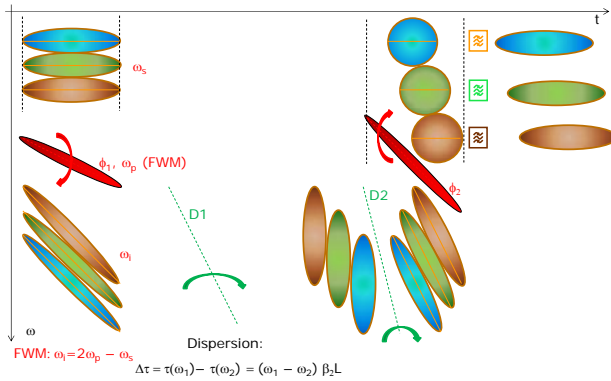 t
ωs
ϕ1, ωp (FWM)
ϕ2
D1
D2
ωi
ω
Dispersion:
FWM: ωi=2ωp − ωs
Δτ = τ(ω1)− τ(ω2) = (ω1 − ω2) β2L
≈
≈
≈